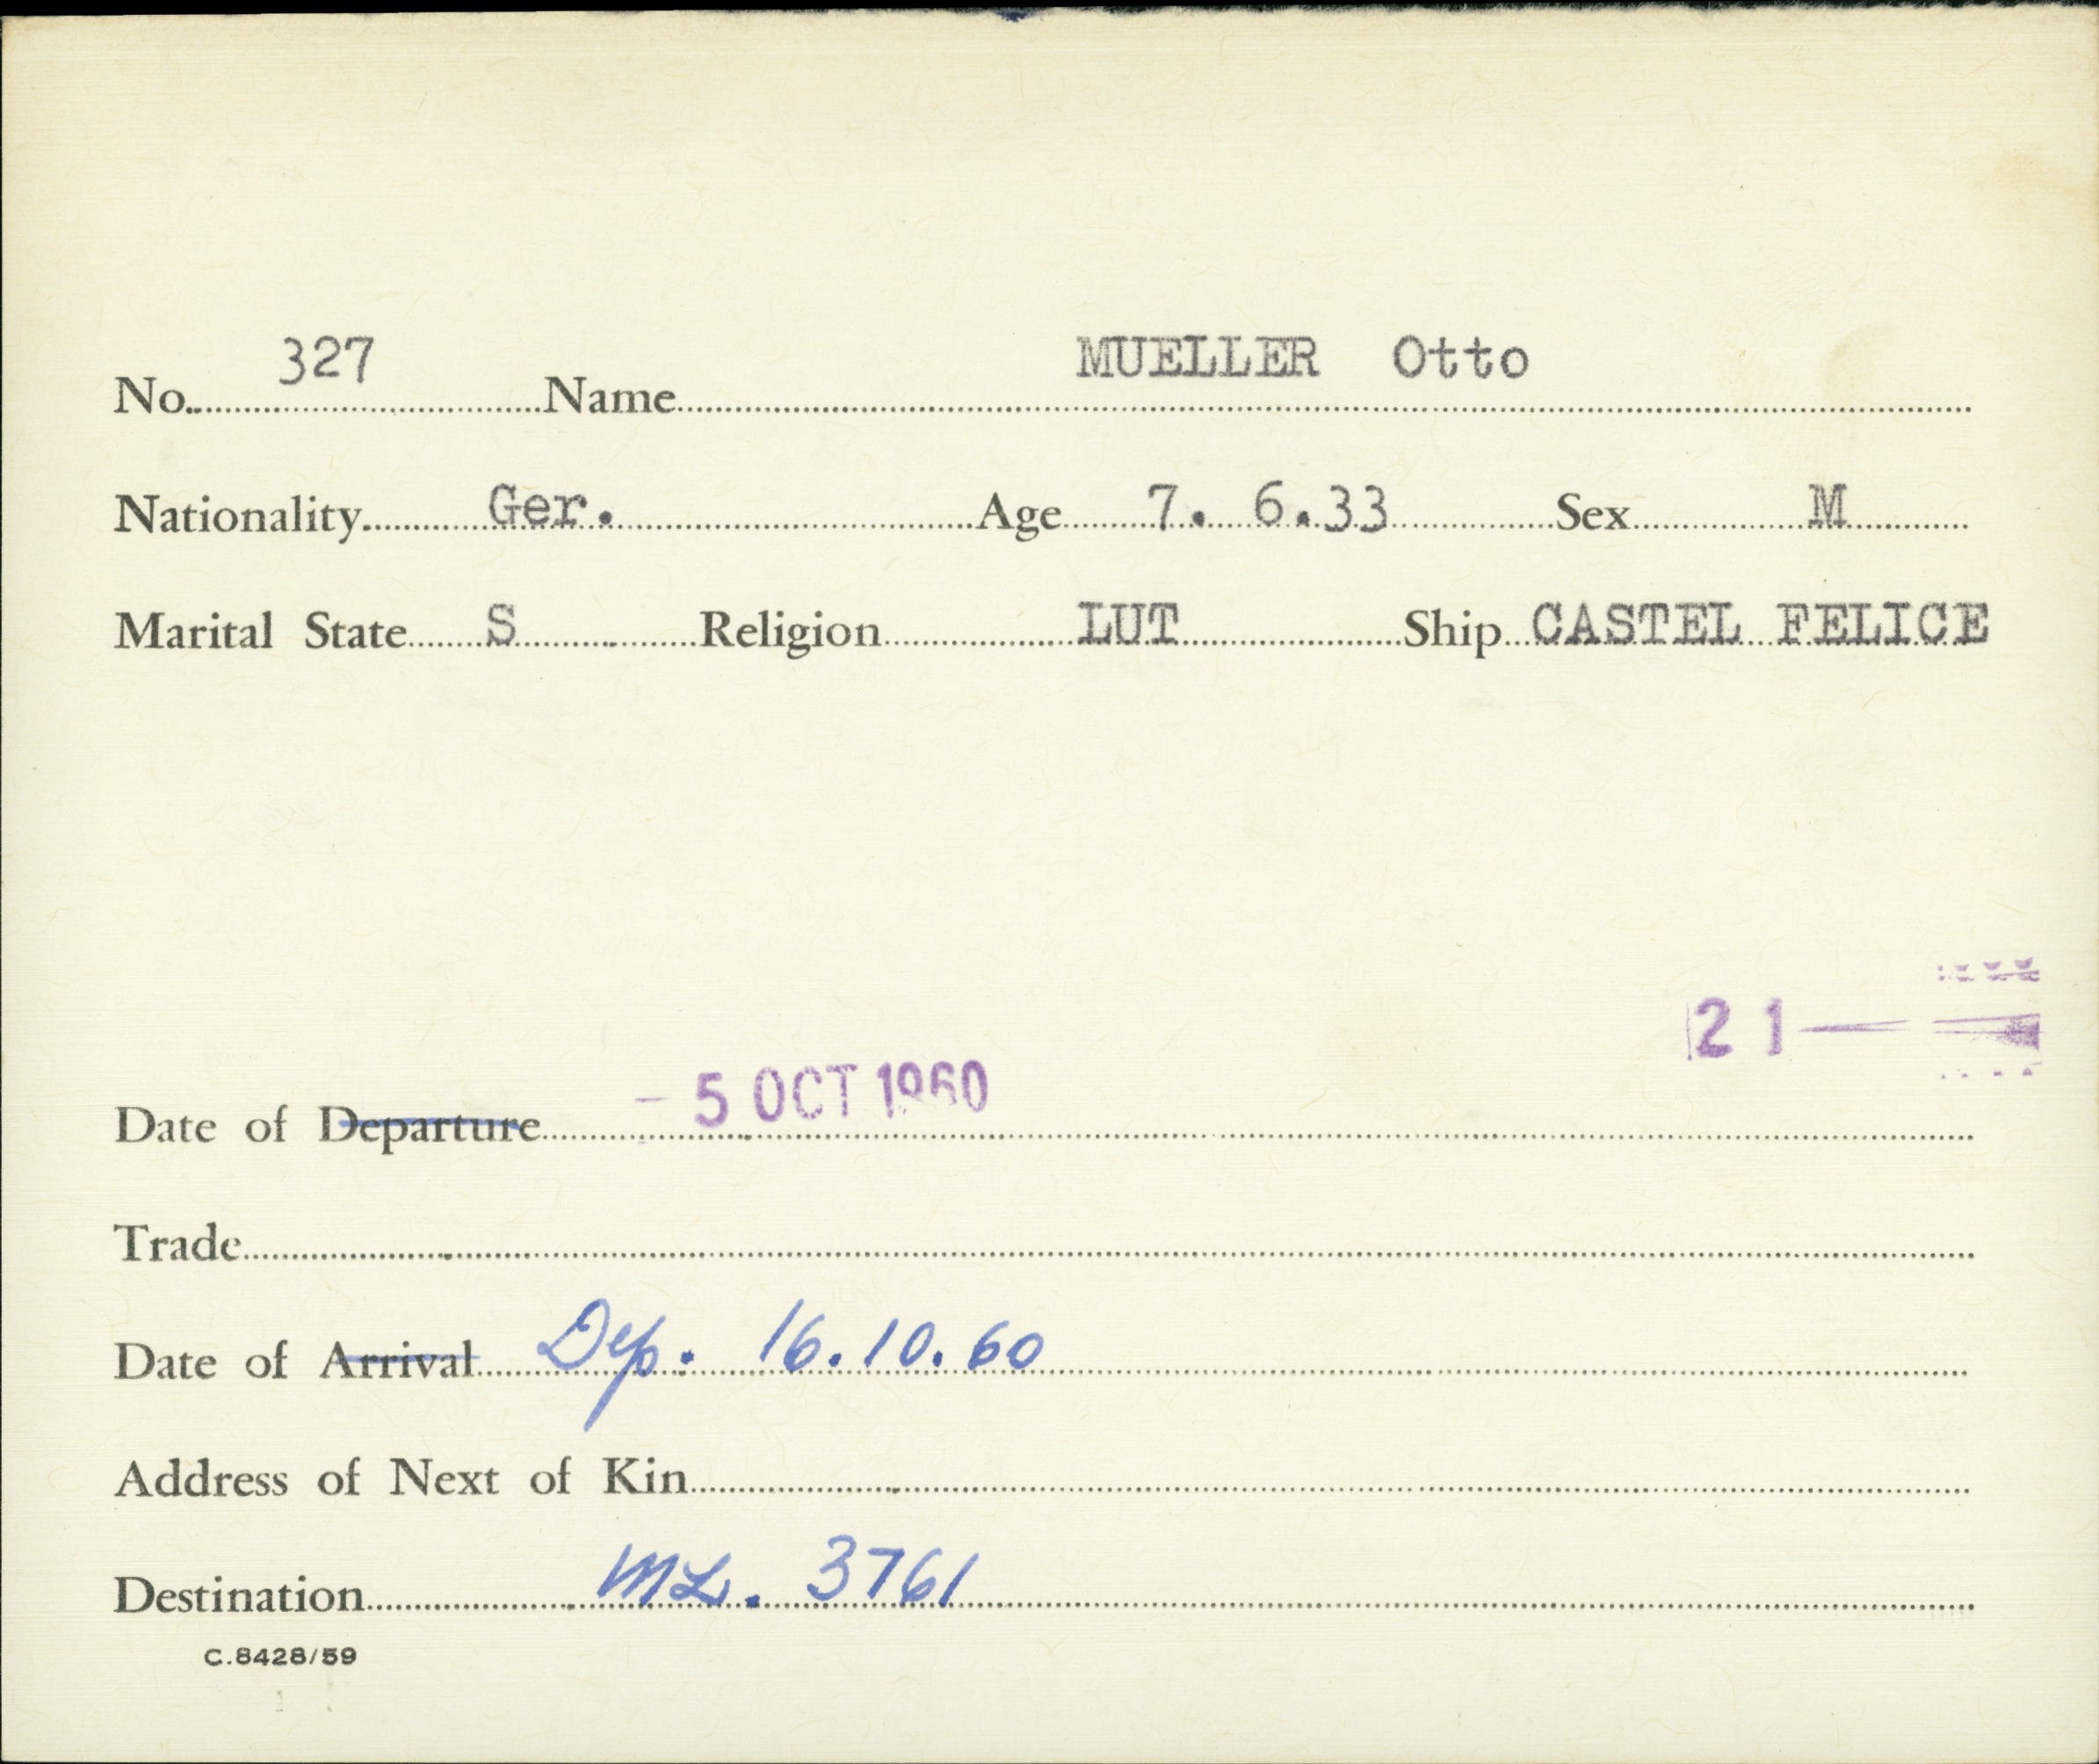 No. 327 Name MUELLER Otto
Nationality Ger. Age 7. 6.33 Sex M
Marital State S Religion LUT Ship CASTEL FELICE
21
Date of Departure - 5 OCT 1960
Trade
Date of Arrival Dep. 16.10.60
Address of Next of Kin
Destination ML. 3761
C.8428/59